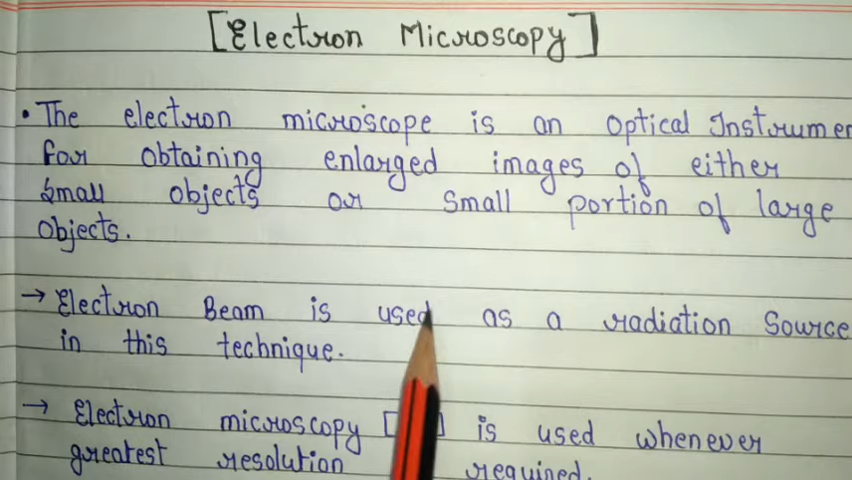 [Electron Microscopy]
• The electron microscope is an Optical Instrumen
for obtaining enlarged images of either
small objects or small portion of large
objects.
→ Electron Beam is used as a radiation Source
in this technique.
→ Electron microscopy [ ] is used whenever
greatest resolution required.